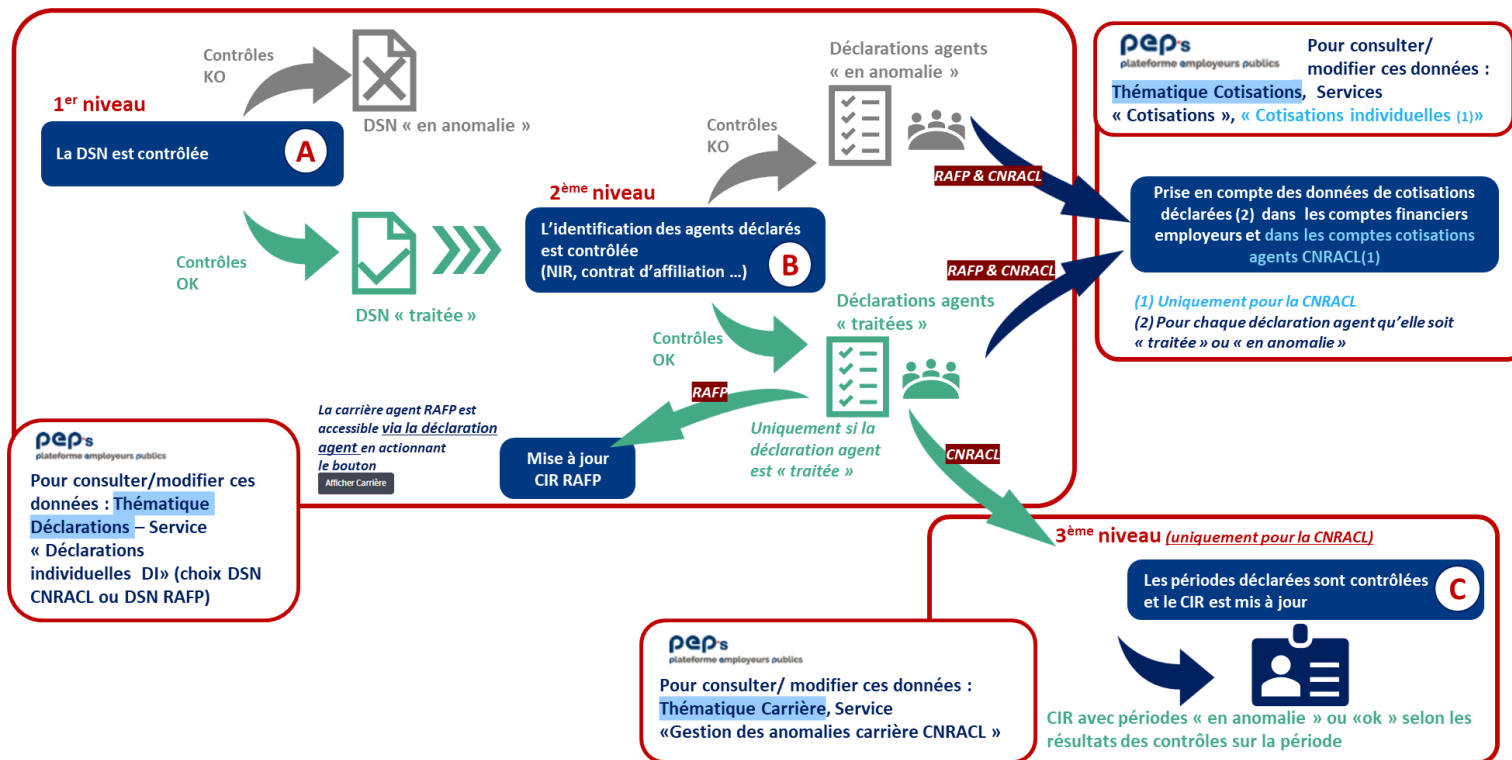 1er niveau
La DSN est contrôlée
A
Contrôles
KO
DSN « en anomalie »
Contrôles
OK
DSN « traitée »
2ème niveau
L'identification des agents déclarés
est contrôlée
(NIR, contrat d'affiliation ...)
B
Contrôles
KO
Déclarations agents
« en anomalie »
Contrôles
OK
Déclarations agents
« traitées »
Uniquement si la
déclaration agent
est « traitée »
RAFP & CNRACL
RAFP & CNRACL
RAFP
CNRACL
Mise à jour
CIR RAFP
La carrière agent RAFP est
accessible via la déclaration
agent en actionnant
le bouton
Afficher Carrière
pep's
plateforme employeurs publics
Pour consulter/modifier ces
données : Thématique
Déclarations – Service
« Déclarations
individuelles DI» (choix DSN
CNRACL ou DSN RAFP)
pep's
plateforme employeurs publics
Pour consulter/
modifier ces données :
Thématique Cotisations, Services
« Cotisations », « Cotisations individuelles (1)»
Prise en compte des données de cotisations
déclarées (2) dans les comptes financiers
employeurs et dans les comptes cotisations
agents CNRACL(1)
(1) Uniquement pour la CNRACL
(2) Pour chaque déclaration agent qu'elle soit
« traitée » ou « en anomalie »
3ème niveau (uniquement pour la CNRACL)
Les périodes déclarées sont contrôlées
et le CIR est mis à jour
C
CIR avec périodes « en anomalie » ou «ok » selon les
résultats des contrôles sur la période
pep's
plateforme employeurs publics
Pour consulter/ modifier ces données :
Thématique Carrière, Service
«Gestion des anomalies carrière CNRACL »